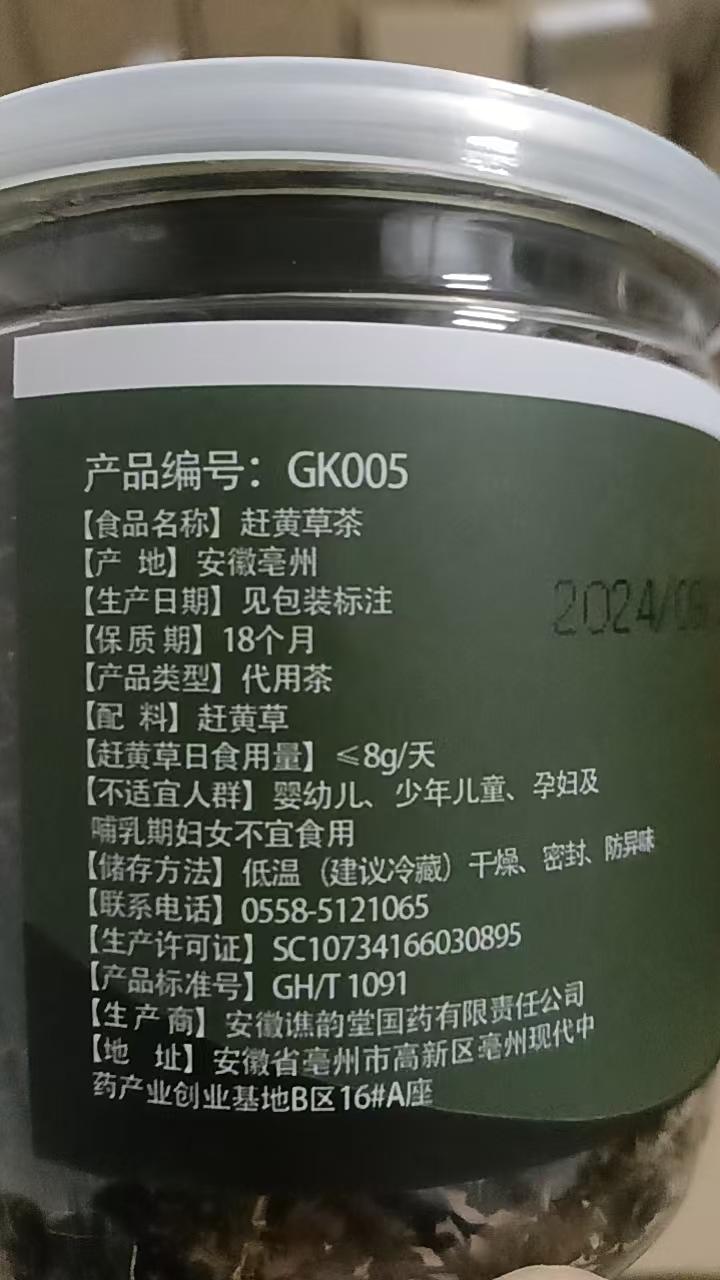 产品编号：GK005
【食品名称】赶黄草茶
【产 地】安徽亳州
【生产日期】见包装标注
2024/09
【保质期】18个月
【产品类型】代用茶
【配 料】赶黄草
【赶黄草日食用量】≤8g/天
【不适宜人群】婴幼儿、少年儿童、孕妇及
哺乳期妇女不宜食用
【储存方法】低温（建议冷藏）干燥、密封、防异味
【联系电话】0558-5121065
【生产许可证】SC10734166030895
【产品标准号】GH/T 1091
【生产商】安徽谯韵堂国药有限责任公司
【地 址】安徽省亳州市高新区亳州现代中
药产业创业基地B区16#A座